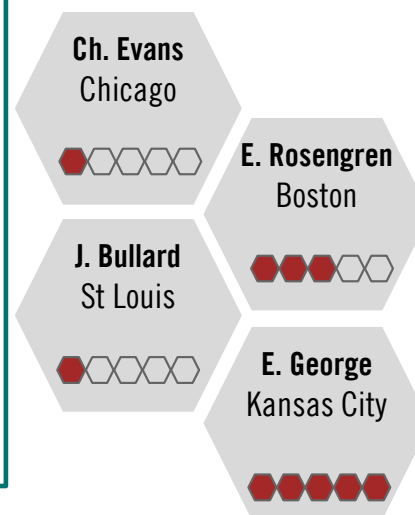 Ch. Evans
Chicago
E. Rosengren
Boston
J. Bullard
St Louis
E. George
Kansas City